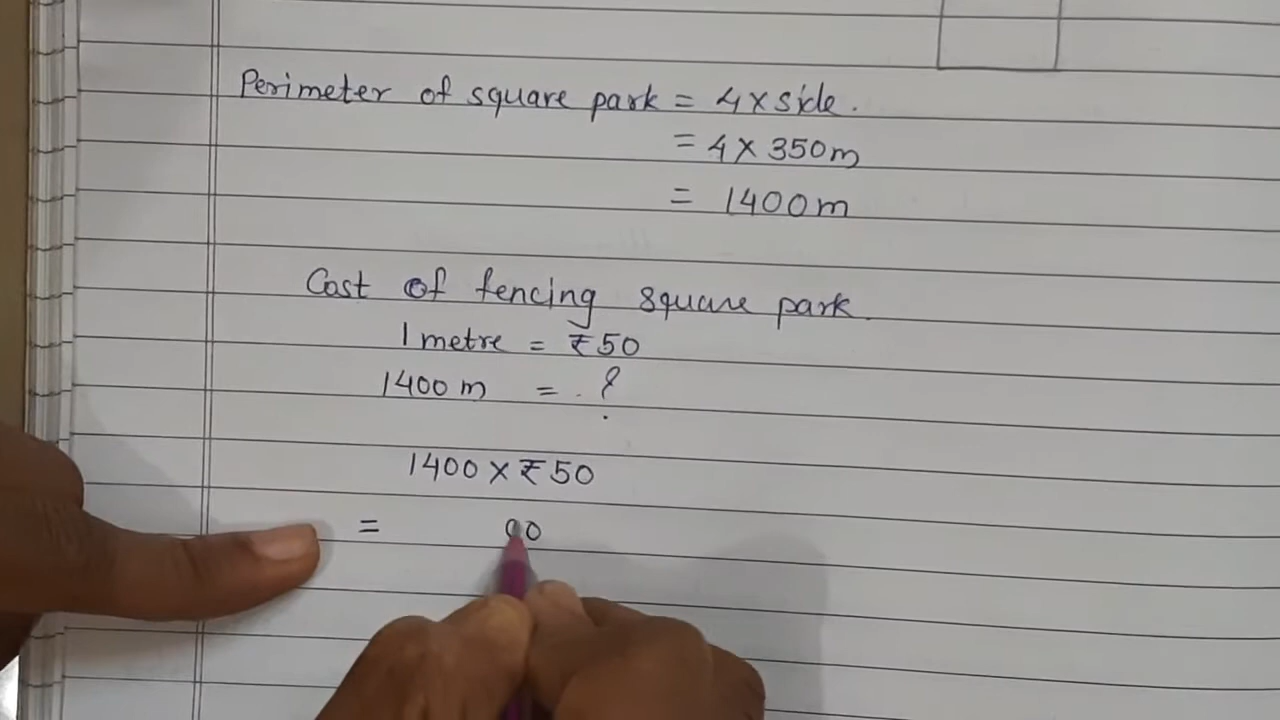 Perimeter of square park = 4 x side.
= 4 x 350m
= 1400m
Cost of fencing square park.
1 metre = ₹50
1400 m = . ?
1400 x ₹50
= 00